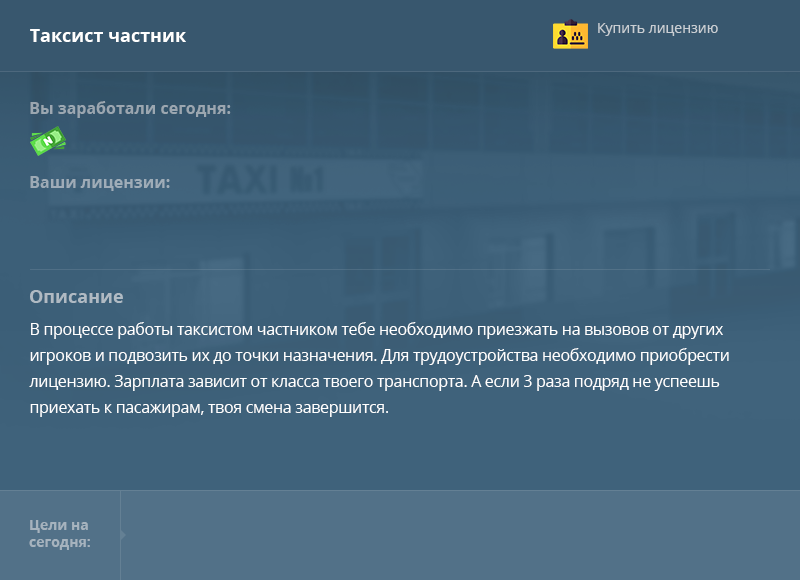 Таксист частник
Купить лицензию
Вы заработали сегодня:
N
Ваши лицензии:
TAXI №1
Описание
В процессе работы таксистом частником тебе необходимо приезжать на вызовов от других
игроков и подвозить их до точки назначения. Для трудоустройства необходимо приобрести
лицензию. Зарплата зависит от класса твоего транспорта. А если 3 раза подряд не успеешь
приехать к пасажирам, твоя смена завершится.
Цели на
сегодня: